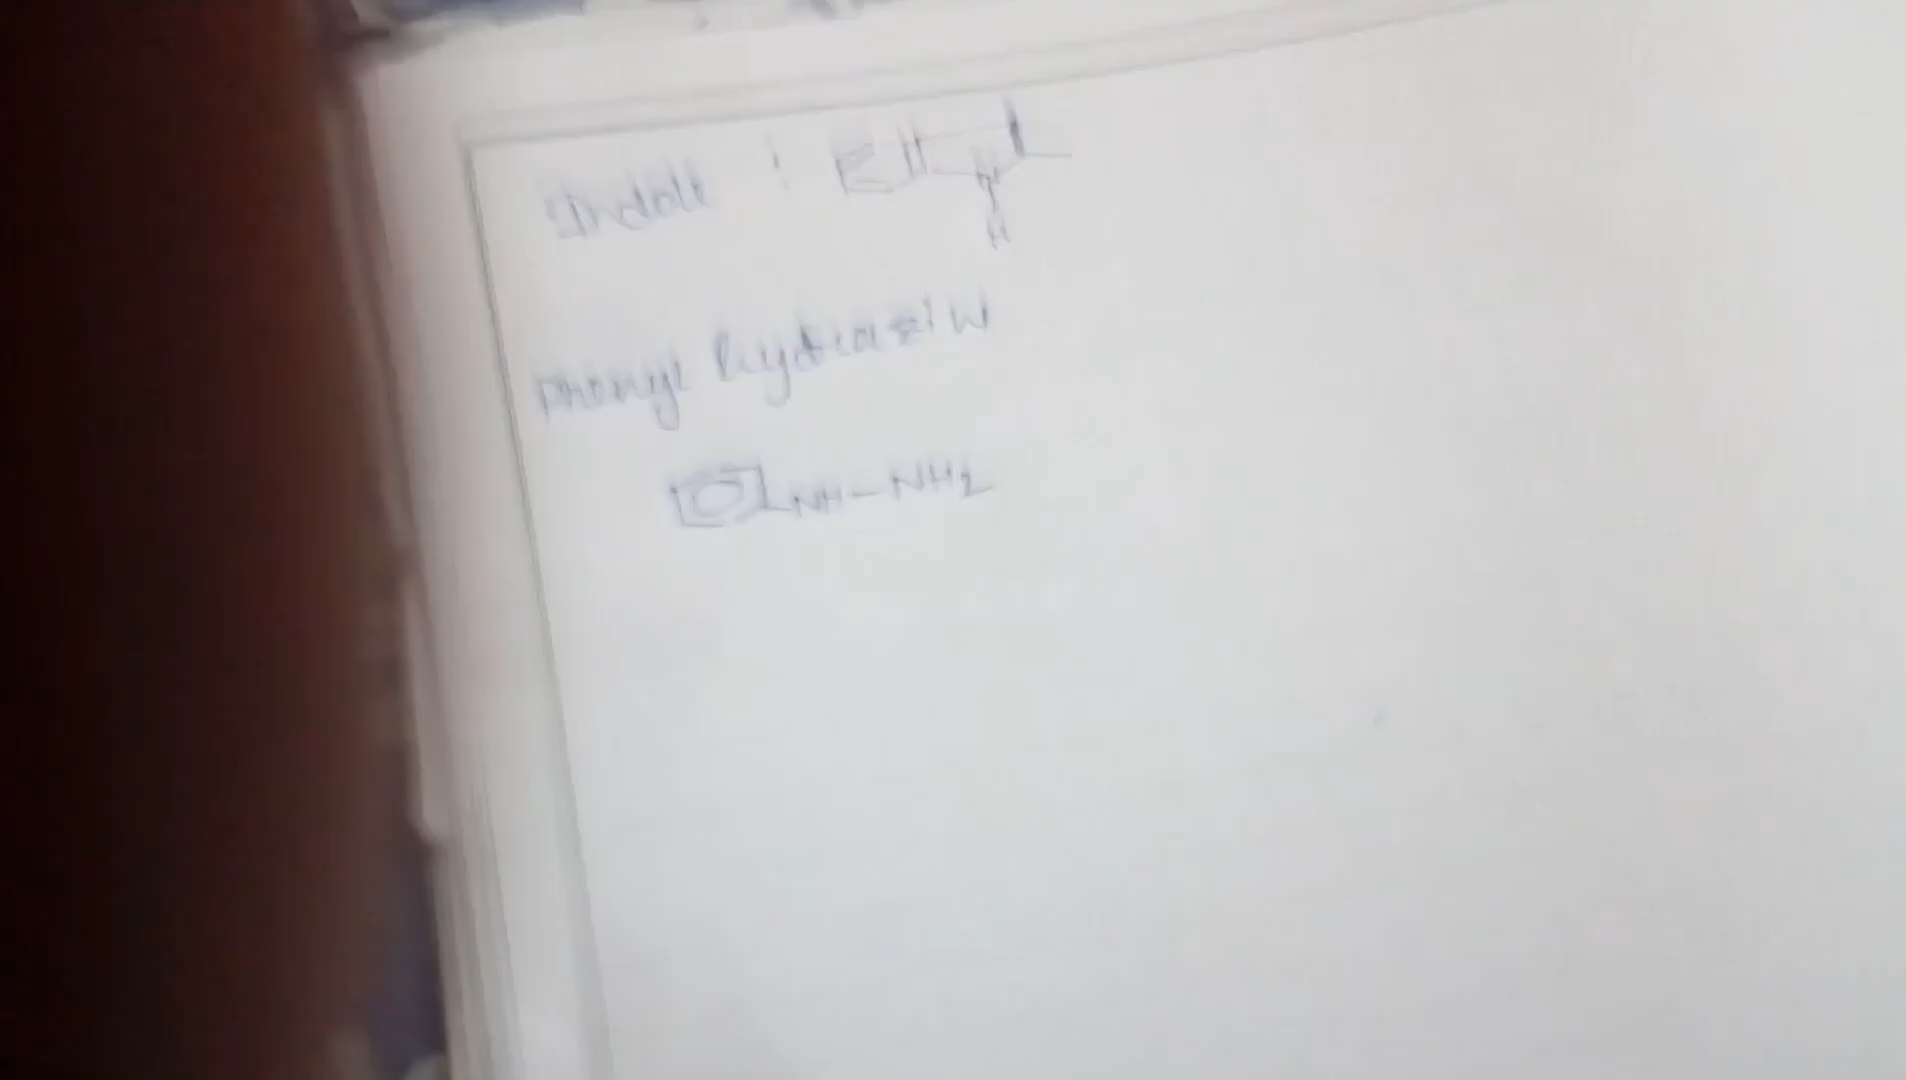 Indole :
N
H
Phenyl hydrazine
NH-NH2